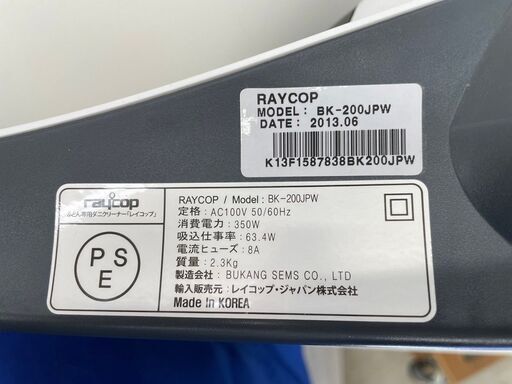 RAYCOP
MODEL: BK-200JPW
DATE: 2013.06
K13F1587838BK200JPW
raycop
ふとん専用ダニクリーナー「レイコップ」
P S
E
RAYCOP / Model: BK-200JPW
定格: AC100V 50/60Hz
消費電力: 350W
吸込仕事率: 63.4W
電流ヒューズ: 8A
質量: 2.3Kg
製造会社: BUKANG SEMS CO., LTD
輸入販売元: レイコップ・ジャパン株式会社
Made in KOREA